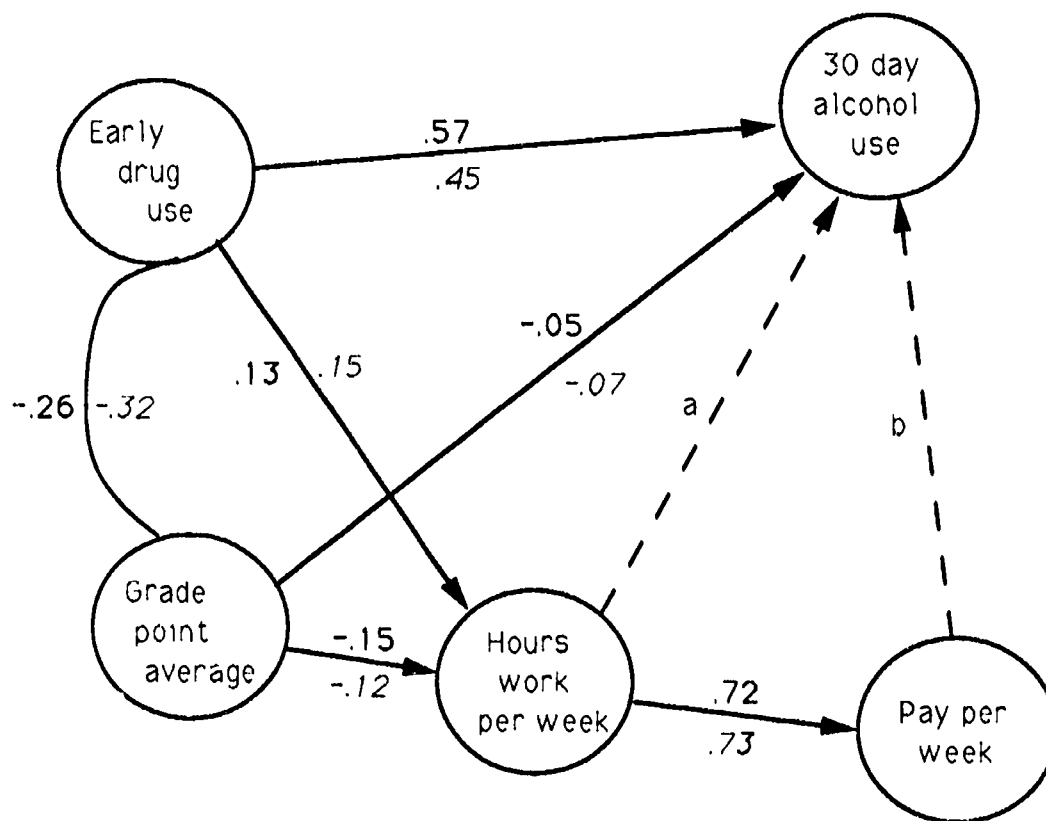 30 day
alcohol
use
Early
drug
use
.57
.45
-.05
-.07
.13 .15
-.26 -.32
a
b
Grade
point
average
-.15
-.12
Hours
work
per week
.72
.73
Pay per
week